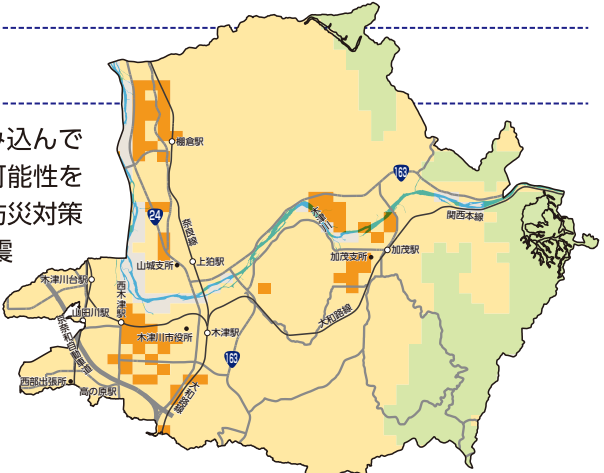 み込んで
可能性を
防災対策
震
棚倉駅
163
24
奈良線
木津川
関西本線
山城支所
上狛駅
加茂支所
加茂駅
木津川台駅
西木津駅
山田川駅
京奈和自動車道
木津川市役所
木津駅
大和路線
163
西部出張所
高の原駅
大和路線